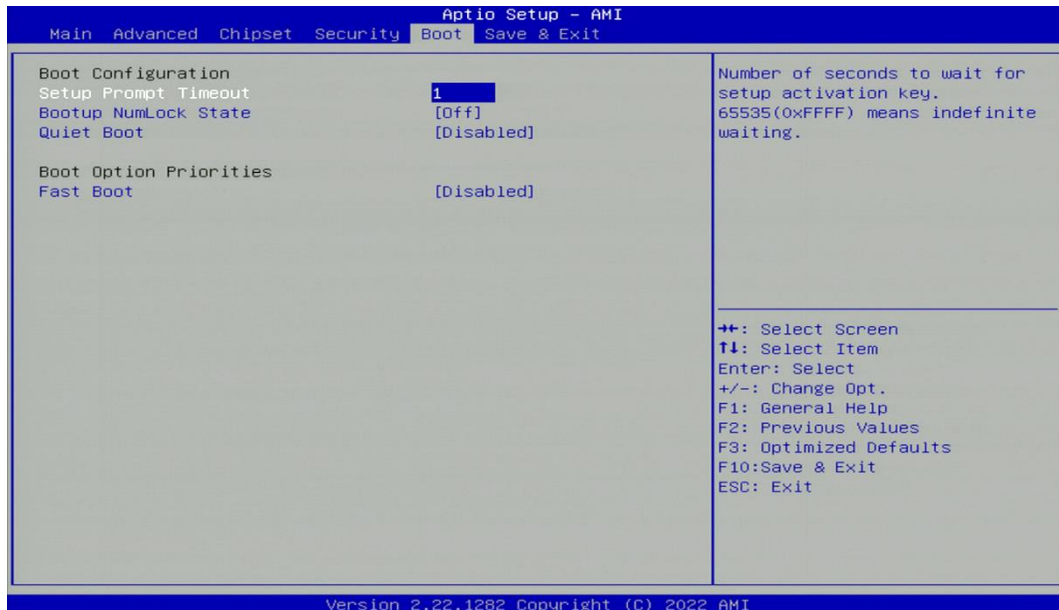 Aptio Setup - AMI
Main Advanced Chipset Security Boot Save & Exit
Boot Configuration
Setup Prompt Timeout 1
Bootup NumLock State [Off]
Quiet Boot [Disabled]
Boot Option Priorities
Fast Boot [Disabled]
Number of seconds to wait for
setup activation key.
65535(0xFFFF) means indefinite
waiting.
→←: Select Screen
↑↓: Select Item
Enter: Select
+/-: Change Opt.
F1: General Help
F2: Previous Values
F3: Optimized Defaults
F10:Save & Exit
ESC: Exit
Version 2.22.1282 Copyright (C) 2022 AMI